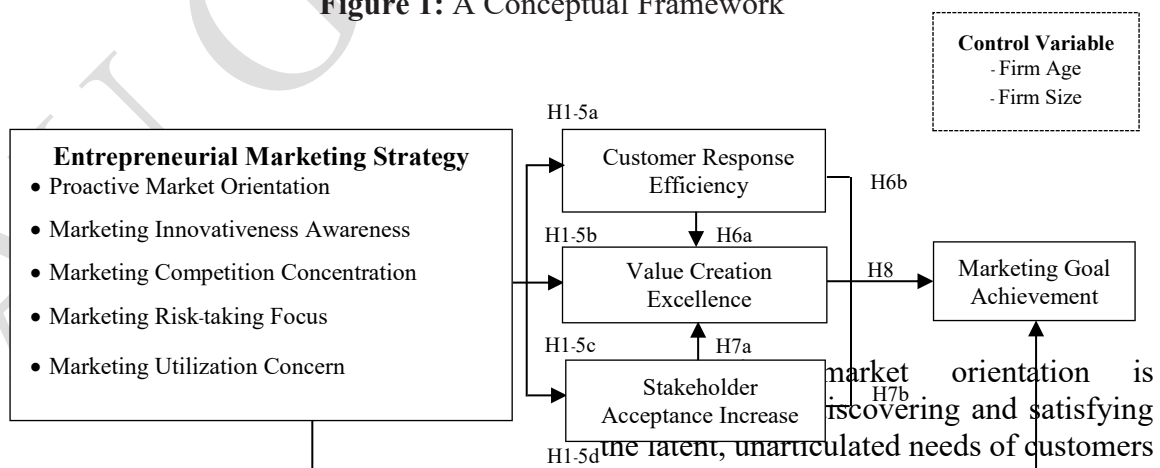 Figure 1: A Conceptual Framework
Control Variable
- Firm Age
- Firm Size
H1-5a
Entrepreneurial Marketing Strategy
• Proactive Market Orientation
• Marketing Innovativeness Awareness
• Marketing Competition Concentration
• Marketing Risk-taking Focus
• Marketing Utilization Concern
Customer Response
Efficiency
H6b
H1-5b
H6a
Value Creation
Excellence
H8
Marketing Goal
Achievement
H1-5c
H7a
Stakeholder
Acceptance Increase
H7b
H1-5d
market orientation is
discovering and satisfying
the latent, unarticulated needs of customers